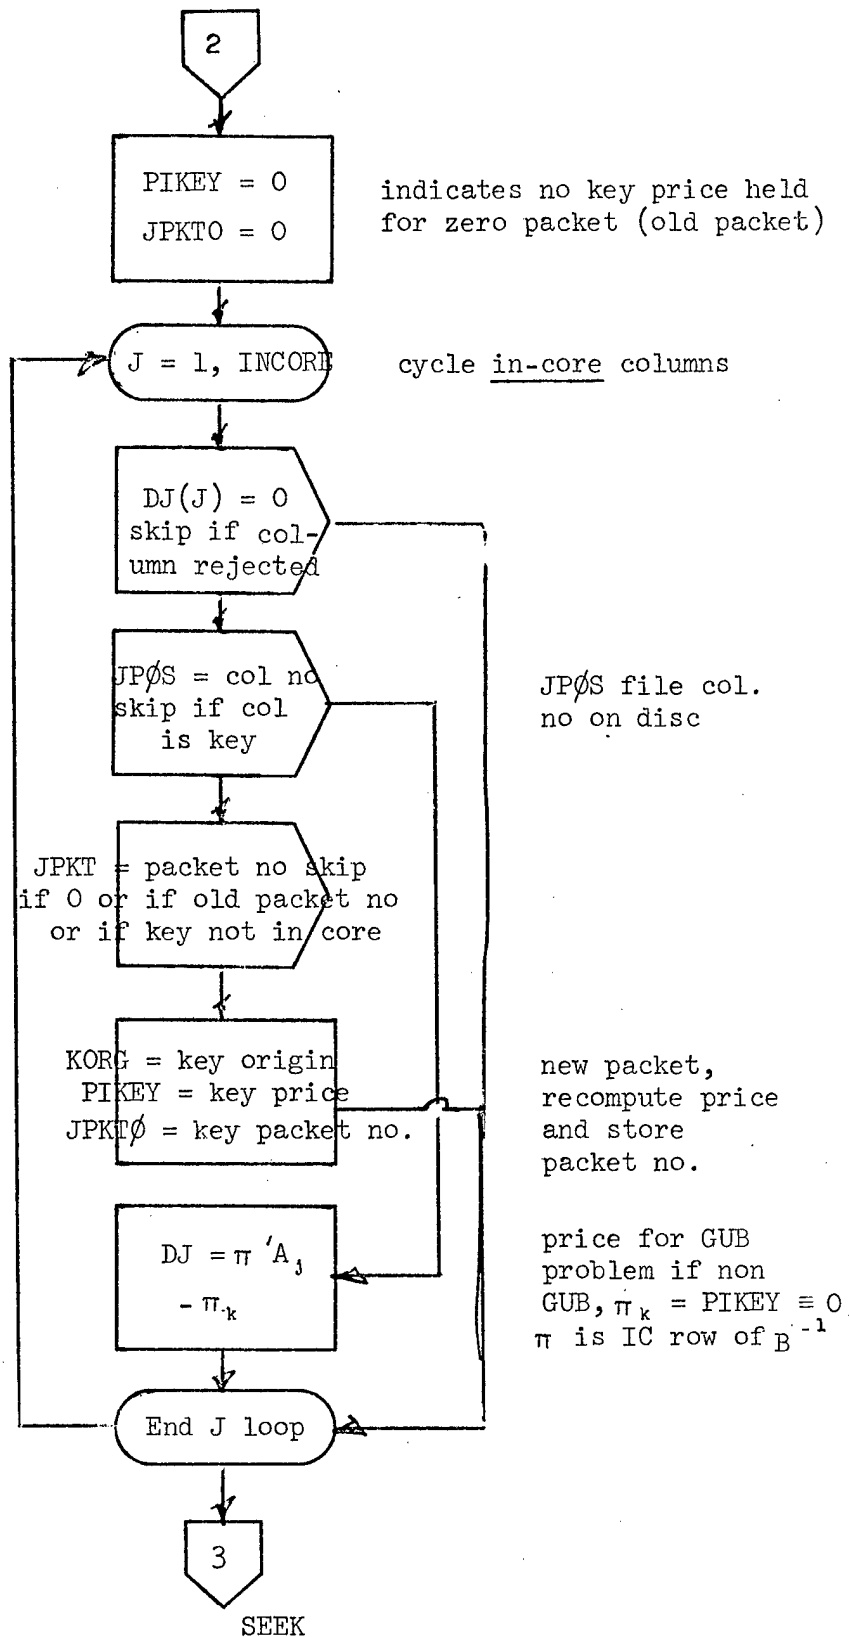 2
PIKEY = 0
JPKTO = 0
indicates no key price held
for zero packet (old packet)
J = 1, INCORE
cycle in-core columns
DJ(J) = 0
skip if col-
umn rejected
JPØS = col no
skip if col
is key
JPØS file col.
no on disc
JPKT = packet no skip
if 0 or if old packet no
or if key not in core
KORG = key origin
PIKEY = key price
JPKTØ = key packet no.
new packet,
recompute price
and store
packet no.
DJ = π'Aj
- πk
price for GUB
problem if non
GUB, πk = PIKEY ≡ 0
π is IC row of B⁻¹
End J loop
3
SEEK